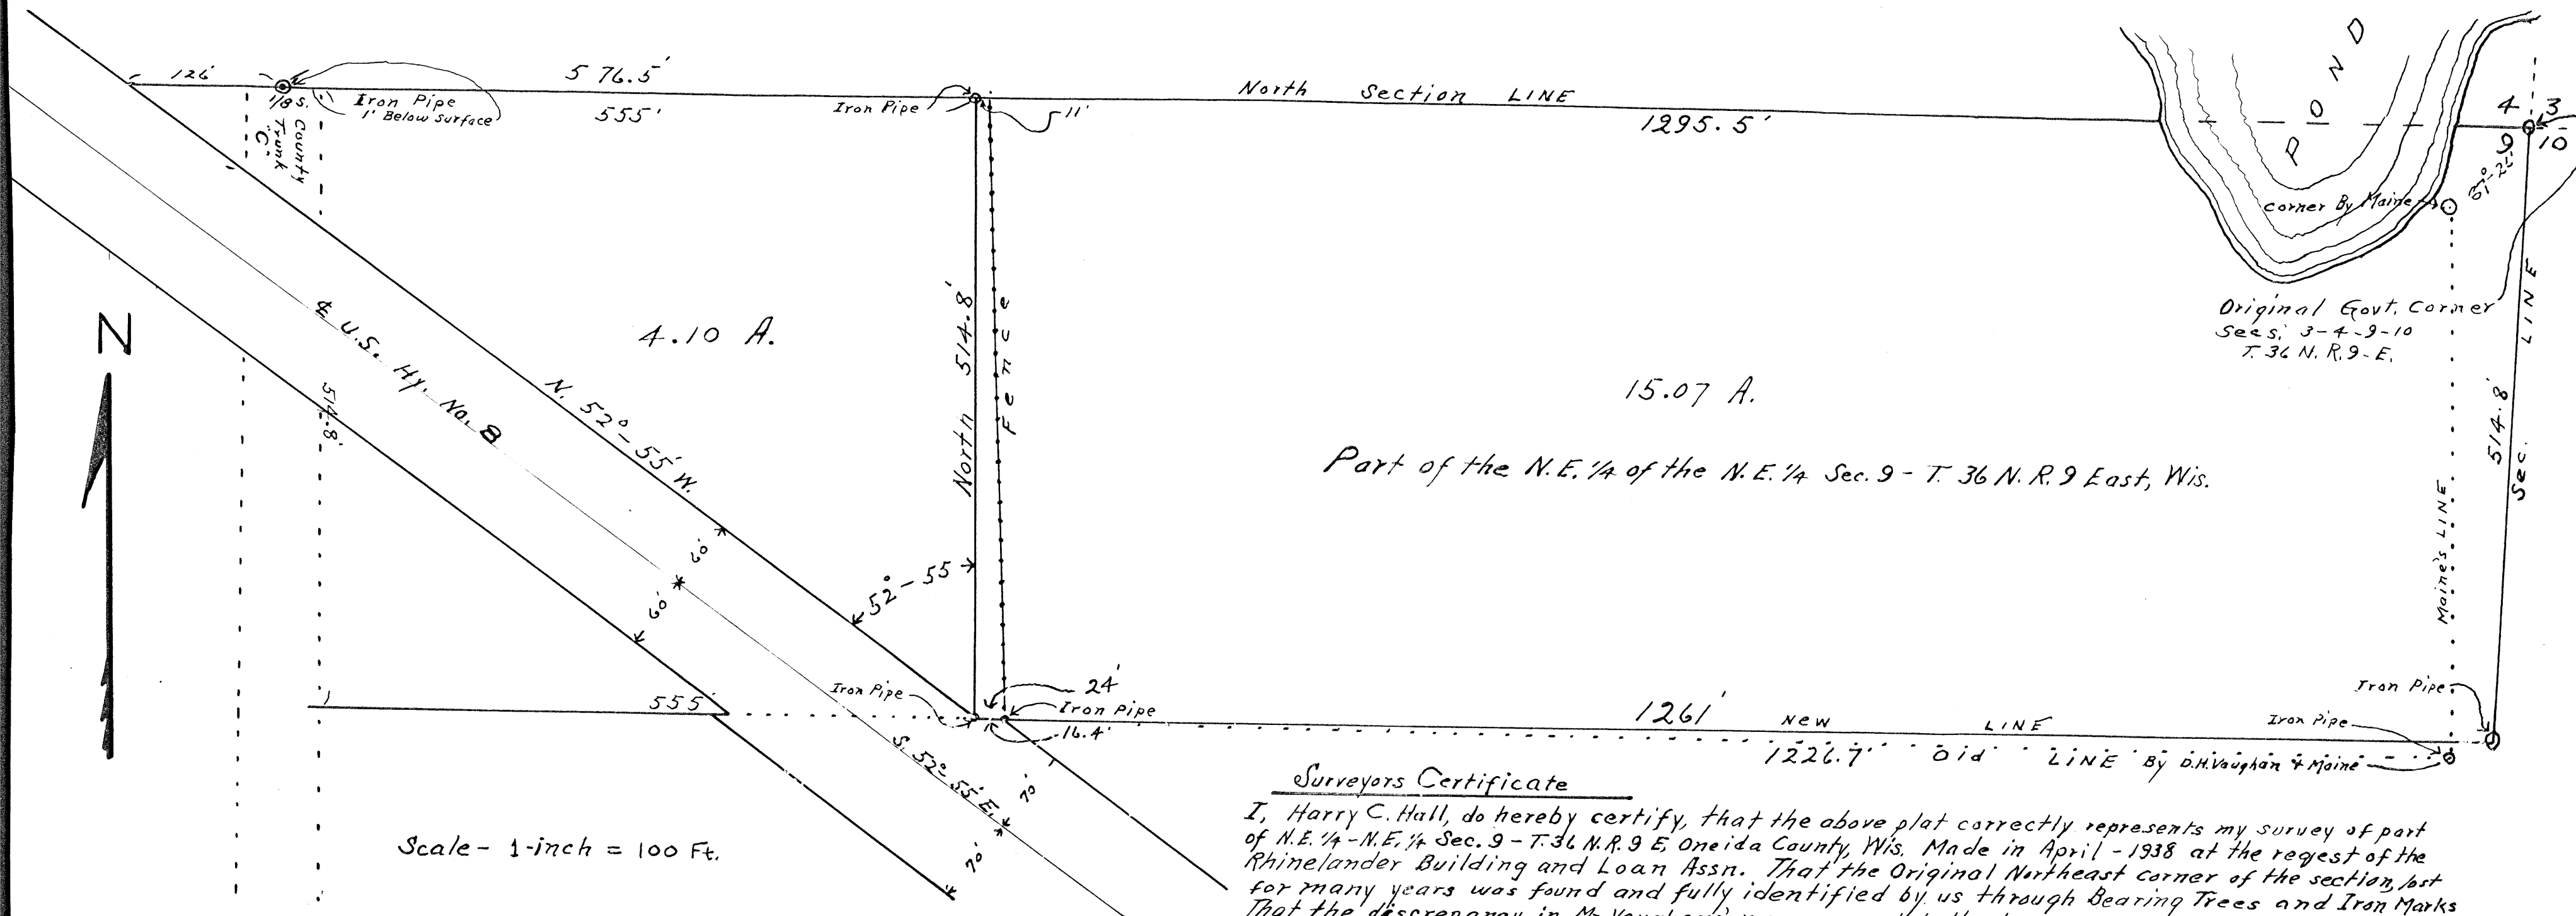 126'
576.5'
555'
1/8 S.
Iron Pipe
1' Below Surface
County
Trunk
"C"
Iron Pipe
11'
North Section LINE
1295.5'
POND
4 3
9 10
Corner By Maine
Original Govt. Corner
Secs. 3-4-9-10
T. 36 N. R. 9-E.
N
℄ U.S. Hy. No. 8
514.8'
4.10 A.
N. 52°-55' W.
North 514.8'
Fence
52°-55
60'
60'
15.07 A.
Part of the N.E. 1/4 of the N.E. 1/4 Sec. 9 - T. 36 N. R. 9 East, Wis.
Maine's LINE
514.8'
Sec. LINE
555'
Iron Pipe
24'
Iron Pipe
16.4'
S. 52°-55' E.
70'
70'
1261' New LINE
1226.7' Old LINE By D.H. Vaughan & Maine
Iron Pipe
Iron Pipe
Scale - 1-inch = 100 Ft.
Surveyors Certificate
I, Harry C. Hall, do hereby certify, that the above plat correctly represents my survey of part
of N.E. 1/4 - N.E. 1/4 Sec. 9 - T. 36 N. R. 9 E. Oneida County, Wis. Made in April - 1938 at the reqest of the
Rhinelander Building and Loan Assn. That the Original Northeast corner of the section, lost
for many years was found and fully identified by us through Bearing Trees and Iron Marks
That the discrepancy in